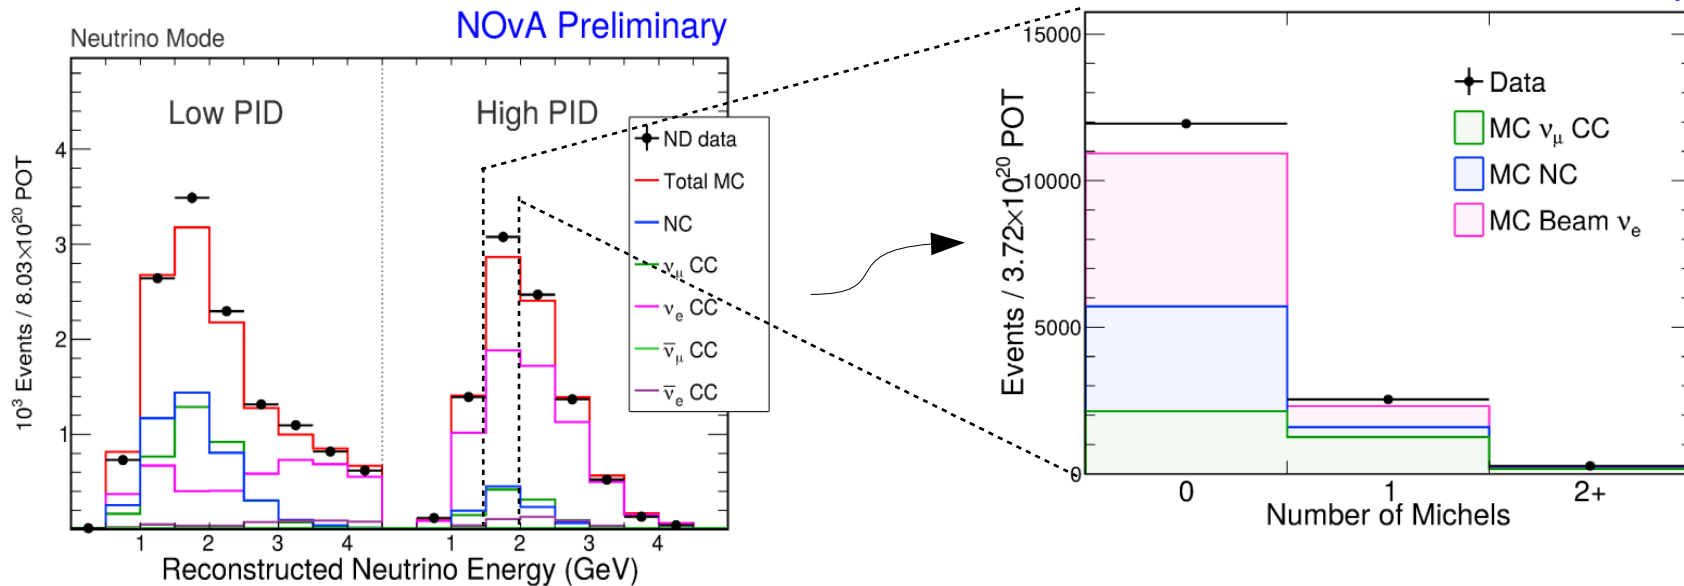 Neutrino Mode
NOvA Preliminary
Low PID
High PID
10³ Events / 8.03×10²⁰ POT
4
3
2
1
1 2 3 4 1 2 3 4
Reconstructed Neutrino Energy (GeV)
ND data
Total MC
NC
νμ CC
νe CC
ν̅μ CC
ν̅e CC
Events / 3.72×10²⁰ POT
15000
10000
5000
0
0 1 2+
Number of Michels
Data
MC νμ CC
MC NC
MC Beam νe